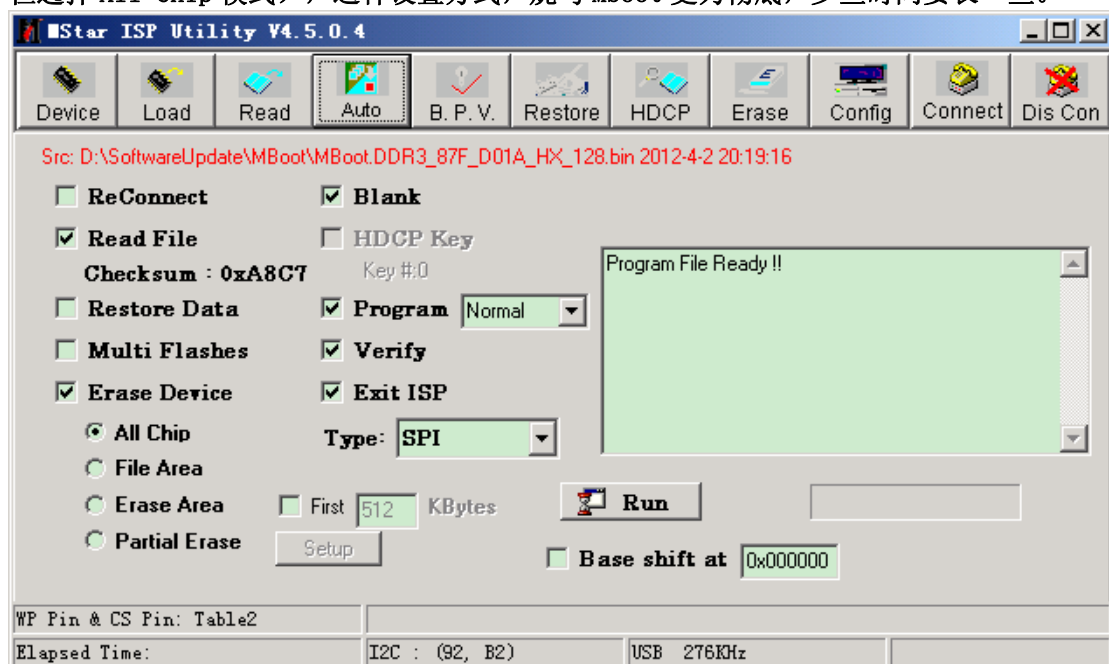 MStar ISP Utility V4.5.0.4
Device Load Read Auto B.P.V. Restore HDCP Erase Config Connect Dis Con
Src: D:\SoftwareUpdate\MBoot\MBoot.DDR3_87F_D01A_HX_128.bin 2012-4-2 20:19:16
ReConnect Blank
Read File HDCP Key
Checksum : 0xA8C7 Key #:0
Program File Ready !!
Restore Data Program Normal
Multi Flashes Verify
Erase Device Exit ISP
All Chip Type: SPI
File Area
Erase Area First 512 KBytes Run
Partial Erase Setup
Base shift at 0x000000
WP Pin & CS Pin: Table2
Elapsed Time: I2C : (92, B2) USB 276KHz